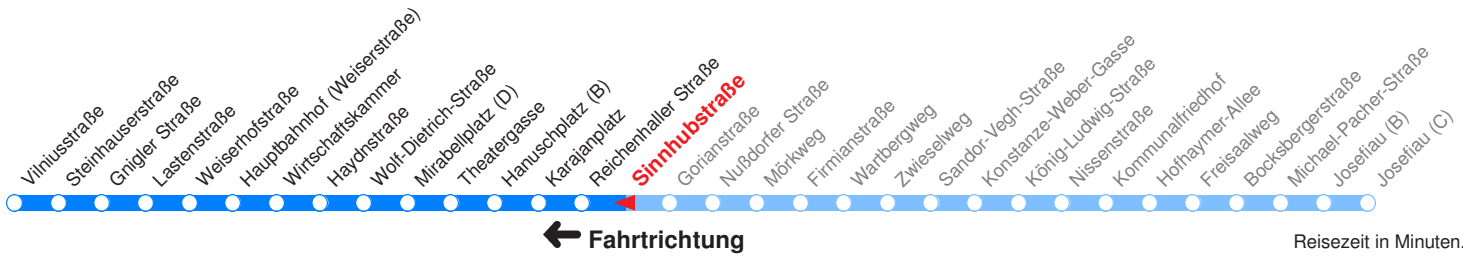 Vilniusstraße
Steinhauserstraße
Gnigler Straße
Lastenstraße
Weiserhofstraße
Hauptbahnhof (Weiserstraße)
Wirtschaftskammer
Haydnstraße
Wolf-Dietrich-Straße
Mirabellplatz (D)
Theatergasse
Hanuschplatz (B)
Karajanplatz
Reichenhaller Straße
Sinnhubstraße
Gorianstraße
Nußdorfer Straße
Mörkweg
Firmianstraße
Wartbergweg
Zwieselweg
Sandor-Vegh-Straße
Konstanze-Weber-Gasse
König-Ludwig-Straße
Nissenstraße
Kommunalfriedhof
Hofhaymer-Allee
Freisaalweg
Bocksbergerstraße
Michael-Pacher-Straße
Josefiau (B)
Josefiau (C)
Fahrtrichtung
Reisezeit in Minuten.